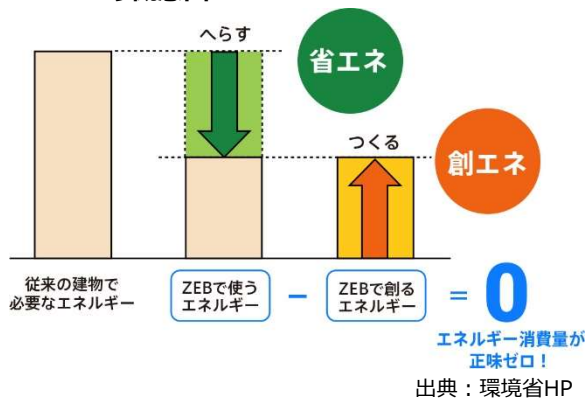 へらす
省エネ
つくる
創エネ
従来の建物で
必要なエネルギー
ZEBで使う
エネルギー
−
ZEBで創る
エネルギー
=
0
エネルギー消費量が
正味ゼロ！
出典：環境省HP